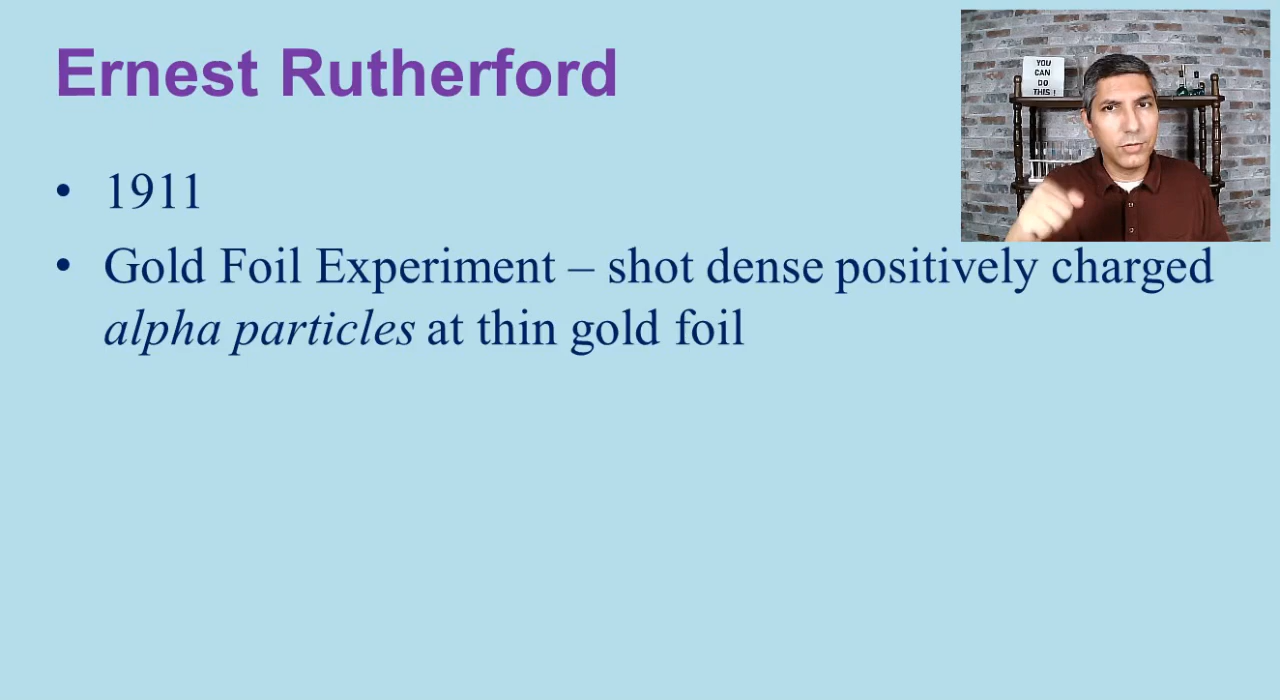 Ernest Rutherford
YOU
CAN
DO
THIS !
• 1911
• Gold Foil Experiment – shot dense positively charged
alpha particles at thin gold foil